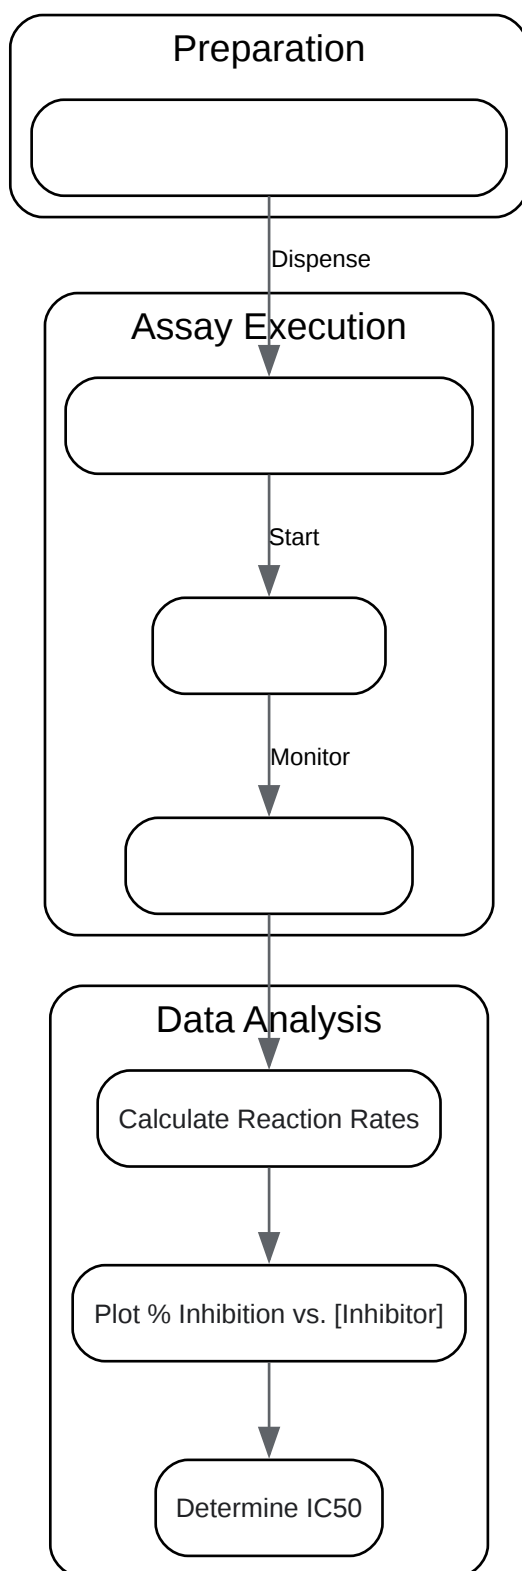 Preparation
Dispense
Assay Execution
Start
Monitor
Data Analysis
Calculate Reaction Rates
Plot % Inhibition vs. [Inhibitor]
Determine IC50